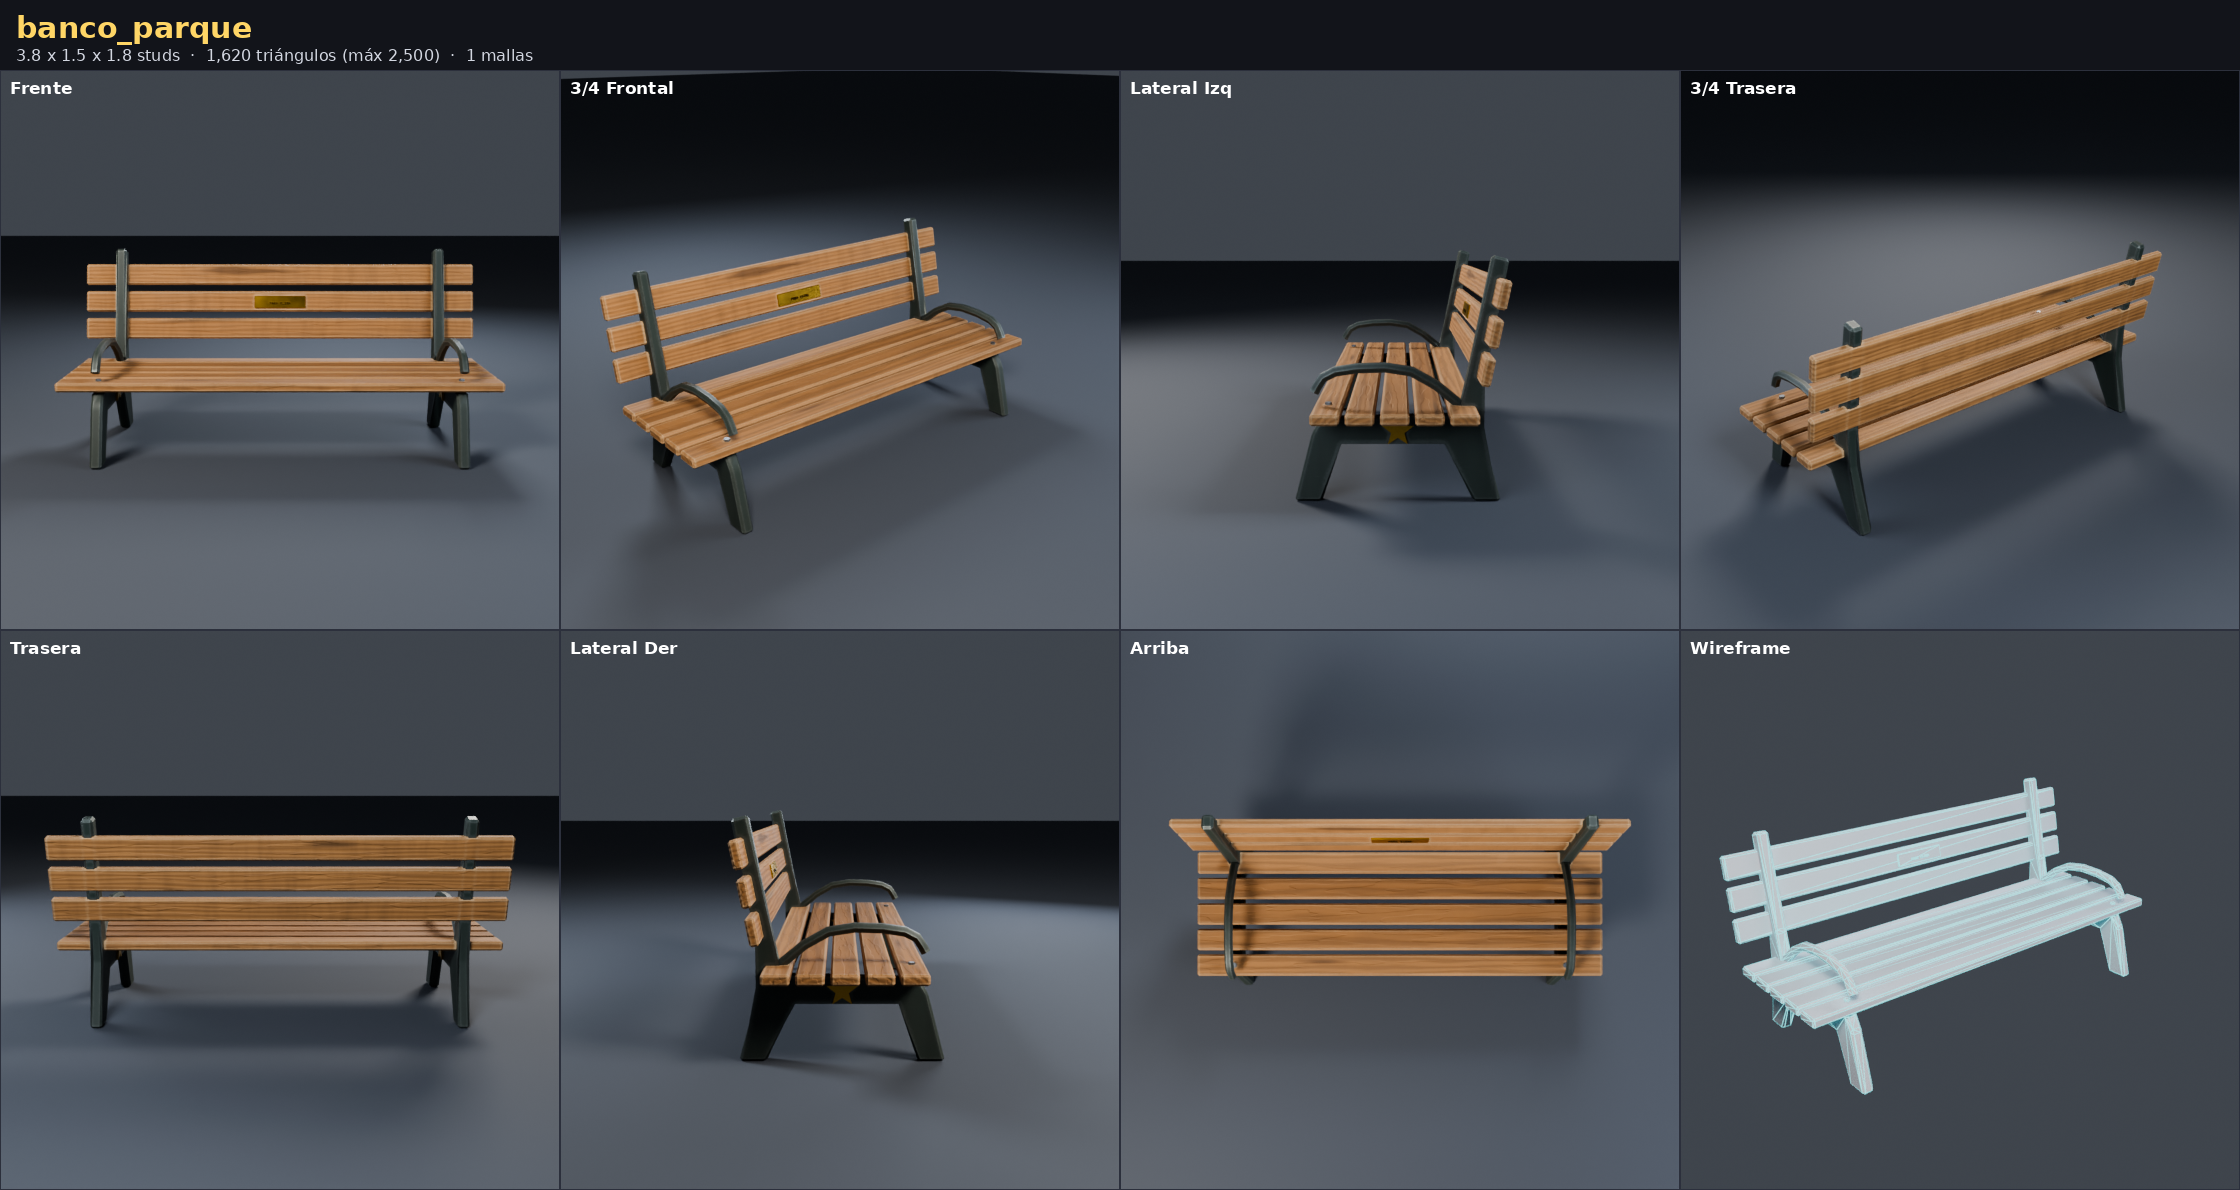 banco_parque
3.8 x 1.5 x 1.8 studs · 1,620 triángulos (máx 2,500) · 1 mallas
Frente
3/4 Frontal
Lateral Izq
3/4 Trasera
Trasera
Lateral Der
Arriba
Wireframe